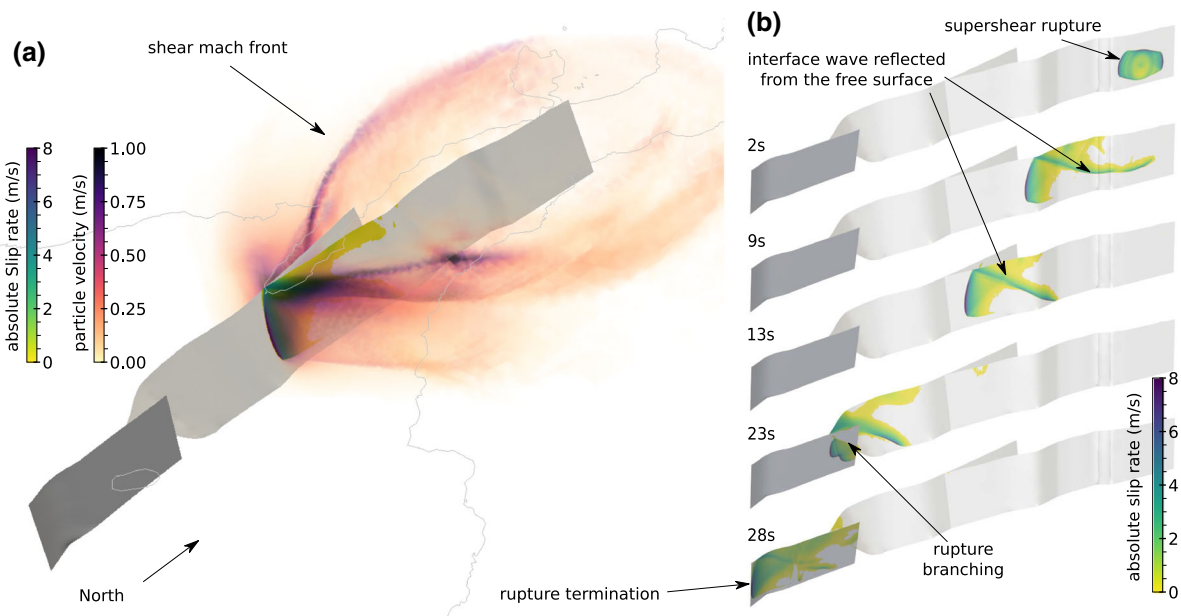 (a)
shear mach front
absolute Slip rate (m/s)
8
6
4
2
0
particle velocity (m/s)
1.00
0.75
0.50
0.25
0.00
North
(b)
supershear rupture
interface wave reflected
from the free surface
2s
9s
13s
23s
28s
rupture
branching
rupture termination
absolute slip rate (m/s)
8
6
4
2
0